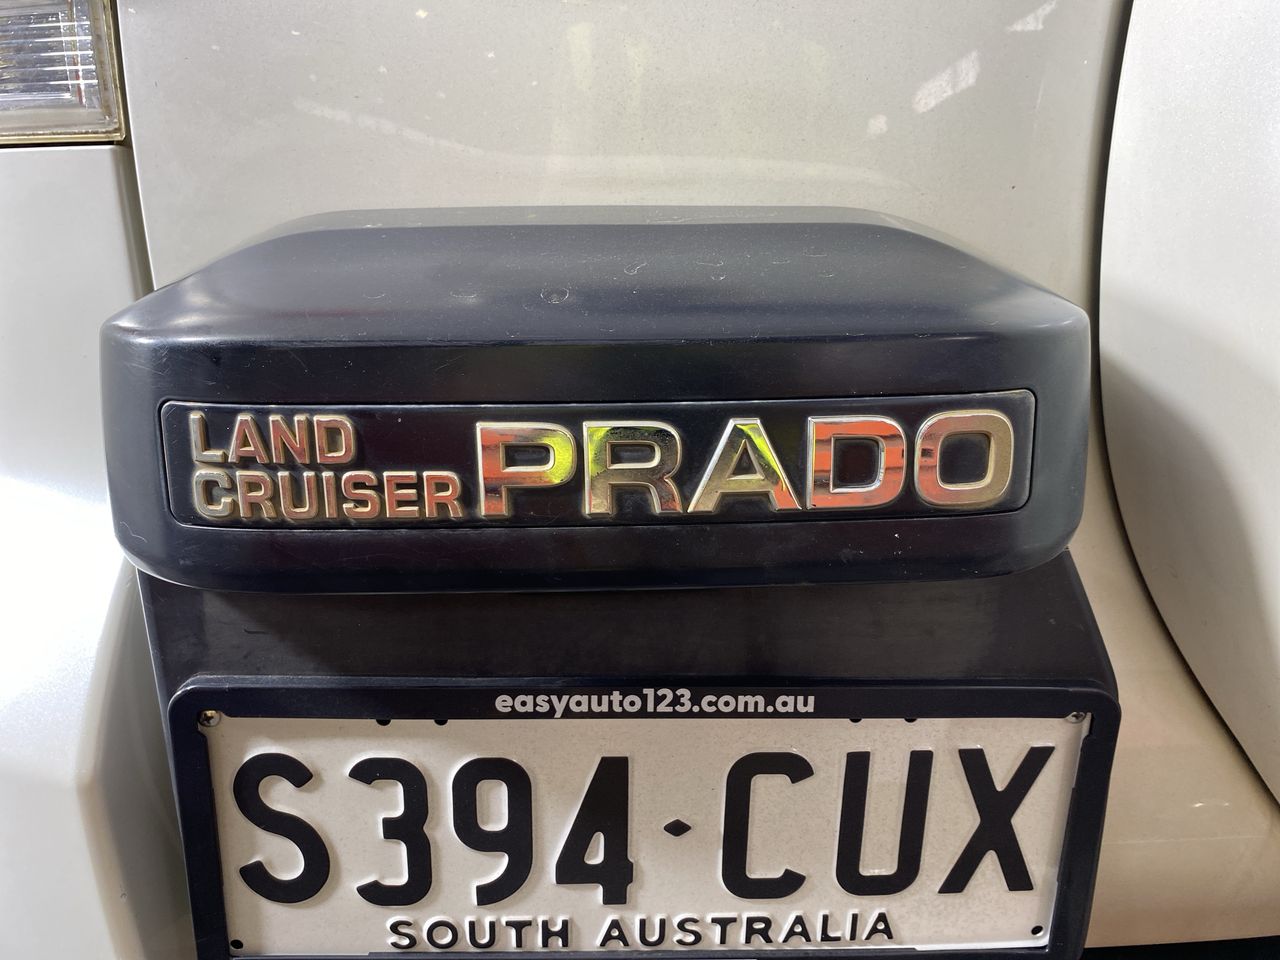 LAND
CRUISER PRADO
easyauto123.com.au
S394·CUX
SOUTH AUSTRALIA